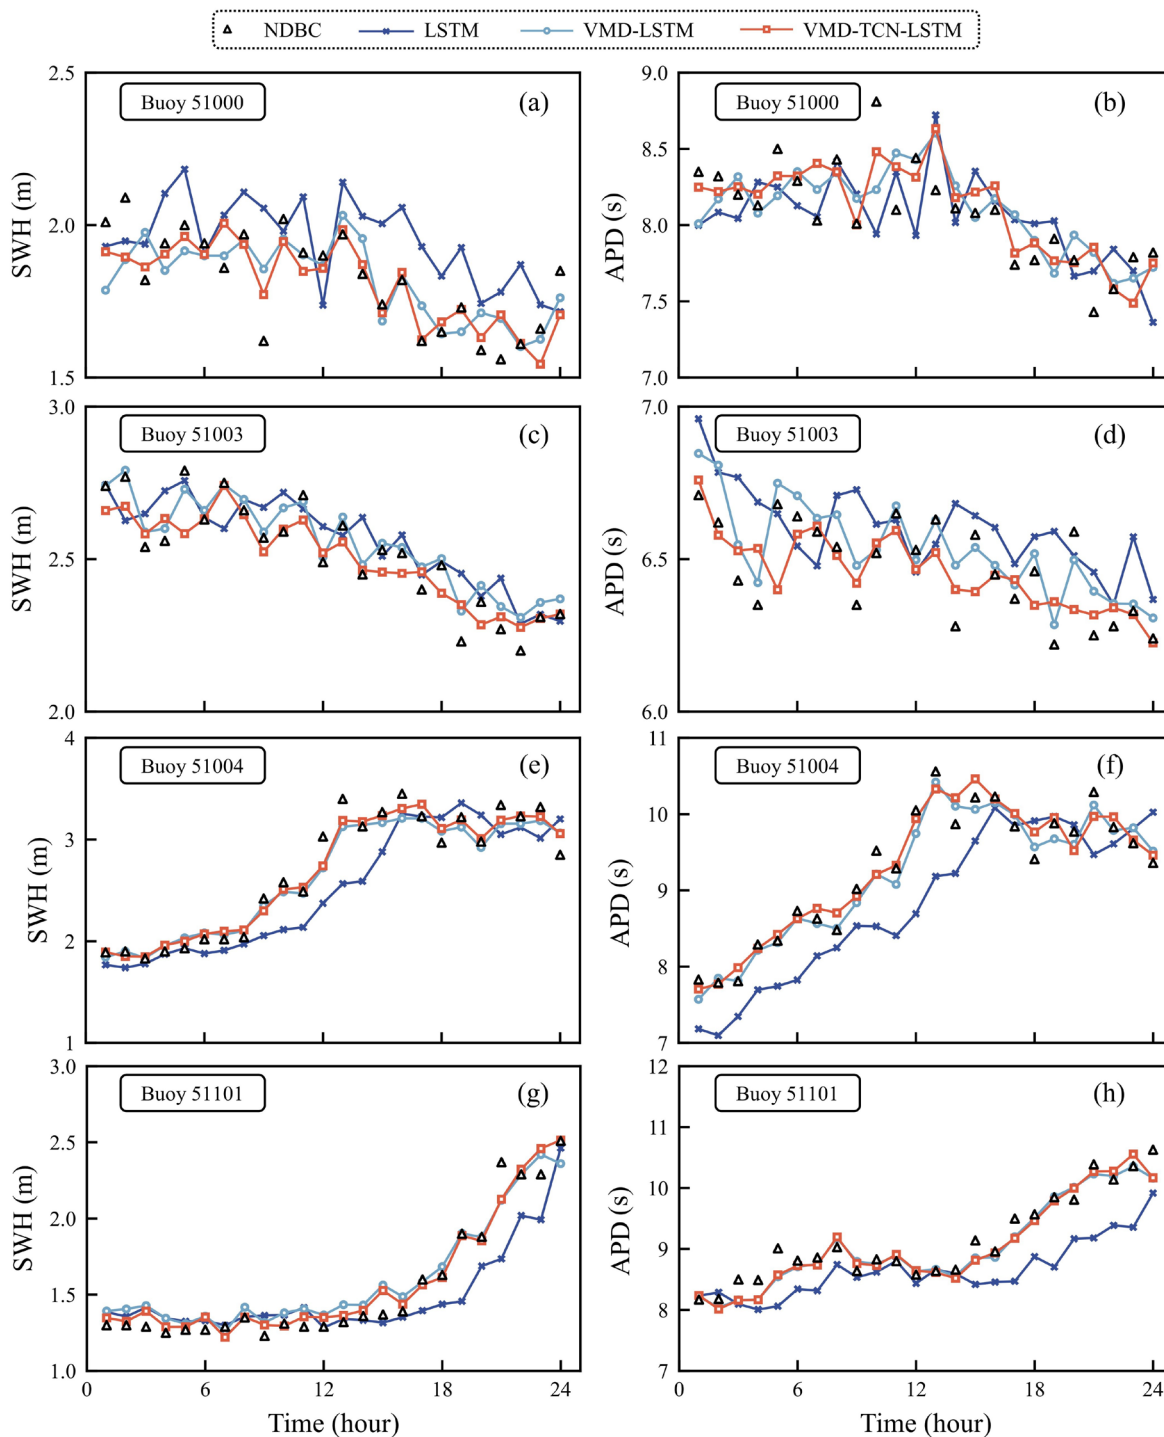 NDBC LSTM VMD-LSTM VMD-TCN-LSTM
2.5
2.0
1.5
SWH (m)
Buoy 51000
(a)
9.0
8.5
8.0
7.5
7.0
APD (s)
Buoy 51000
(b)
3.0
2.5
2.0
SWH (m)
Buoy 51003
(c)
7.0
6.5
6.0
APD (s)
Buoy 51003
(d)
4
3
2
1
SWH (m)
Buoy 51004
(e)
11
10
9
8
7
APD (s)
Buoy 51004
(f)
3.0
2.5
2.0
1.5
1.0
SWH (m)
Buoy 51101
(g)
0 6 12 18 24
Time (hour)
12
11
10
9
8
7
APD (s)
Buoy 51101
(h)
0 6 12 18 24
Time (hour)